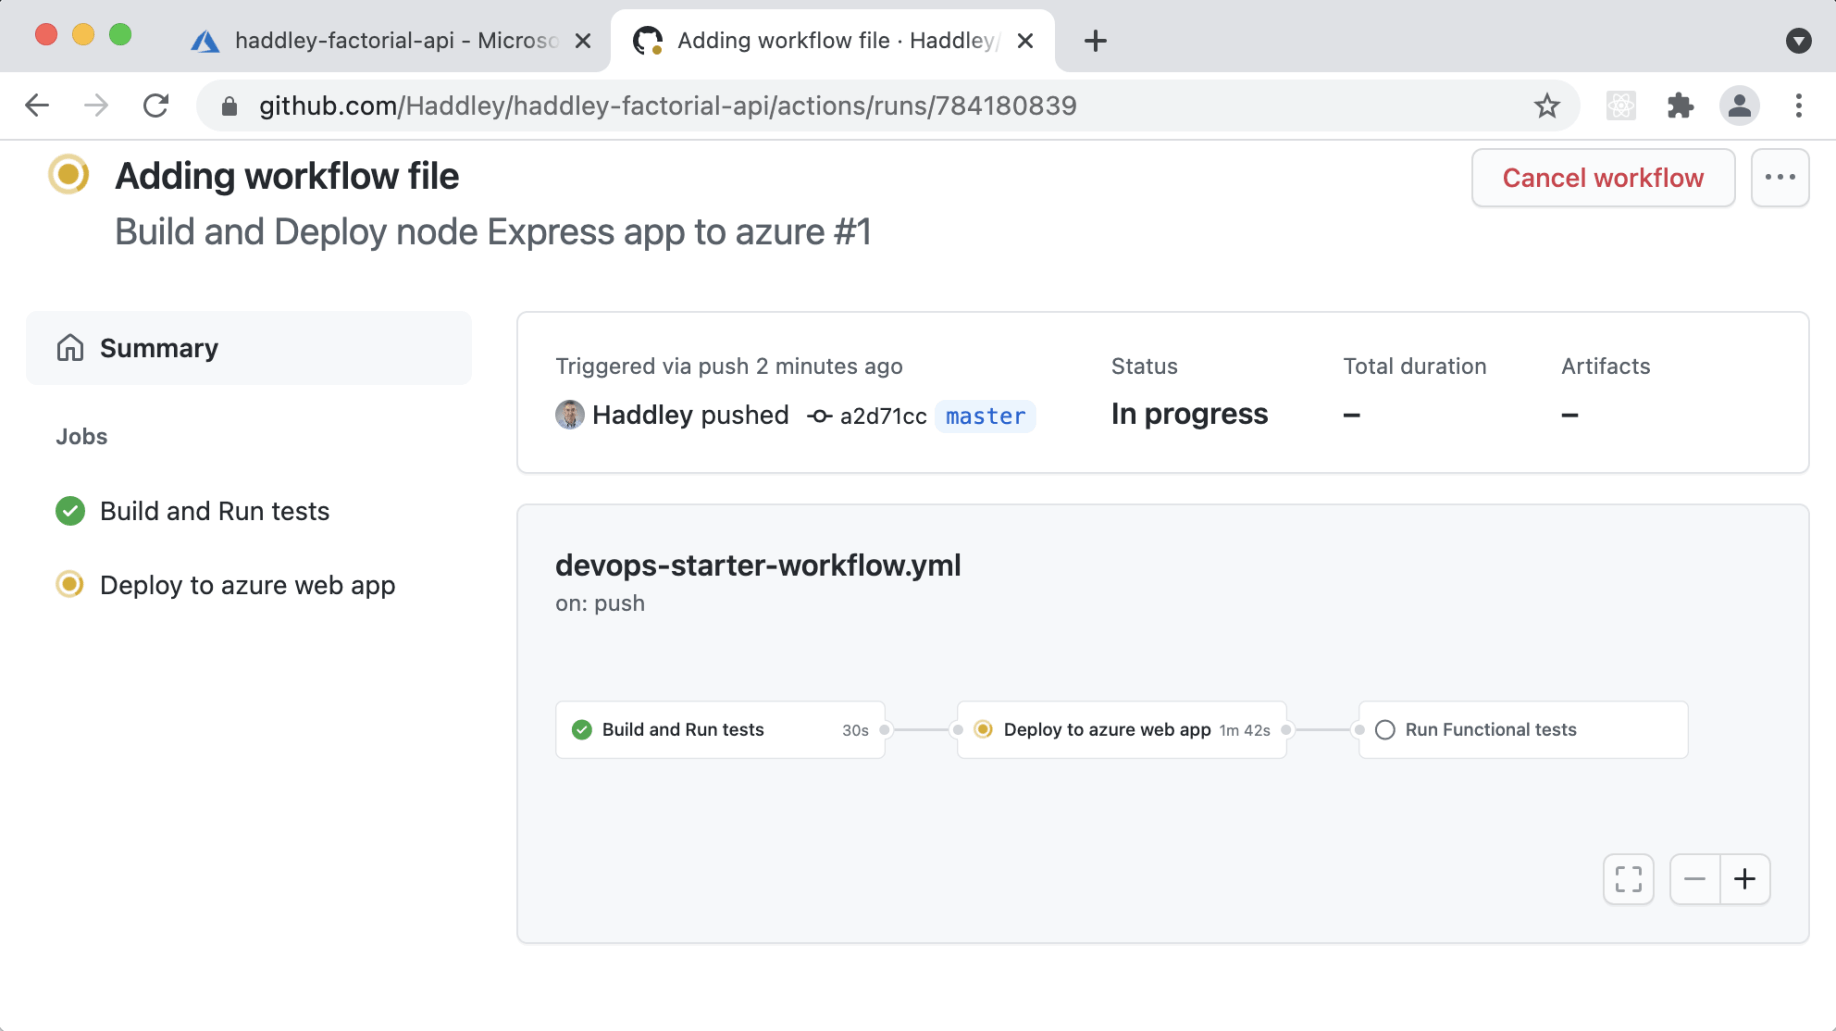 haddley-factorial-api - Microso
Adding workflow file · Haddley/
github.com/Haddley/haddley-factorial-api/actions/runs/784180839
Adding workflow file
Cancel workflow
Build and Deploy node Express app to azure #1
Summary
Jobs
Build and Run tests
Deploy to azure web app
Triggered via push 2 minutes ago
Haddley pushed a2d71cc master
Status
In progress
Total duration
–
Artifacts
–
devops-starter-workflow.yml
on: push
Build and Run tests 30s
Deploy to azure web app 1m 42s
Run Functional tests